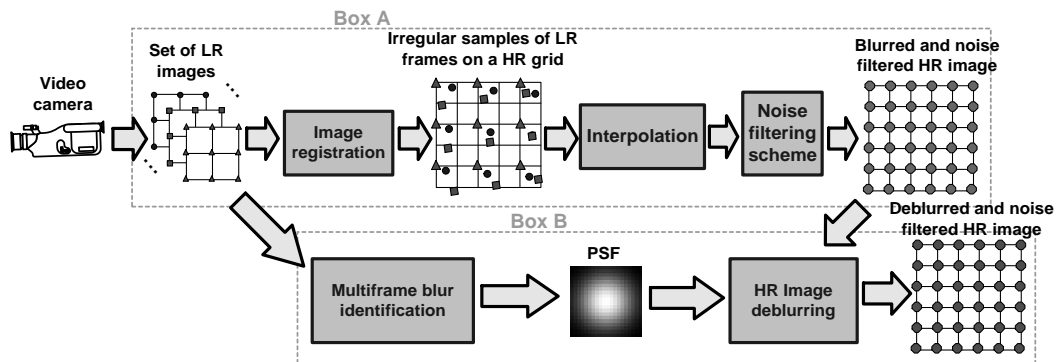 Box A
Set of LR
images
Irregular samples of LR
frames on a HR grid
Blurred and noise
filtered HR image
Video
camera
Image
registration
Interpolation
Noise
filtering
scheme
Box B
Deblurred and noise
filtered HR image
Multiframe blur
identification
PSF
HR Image
deblurring